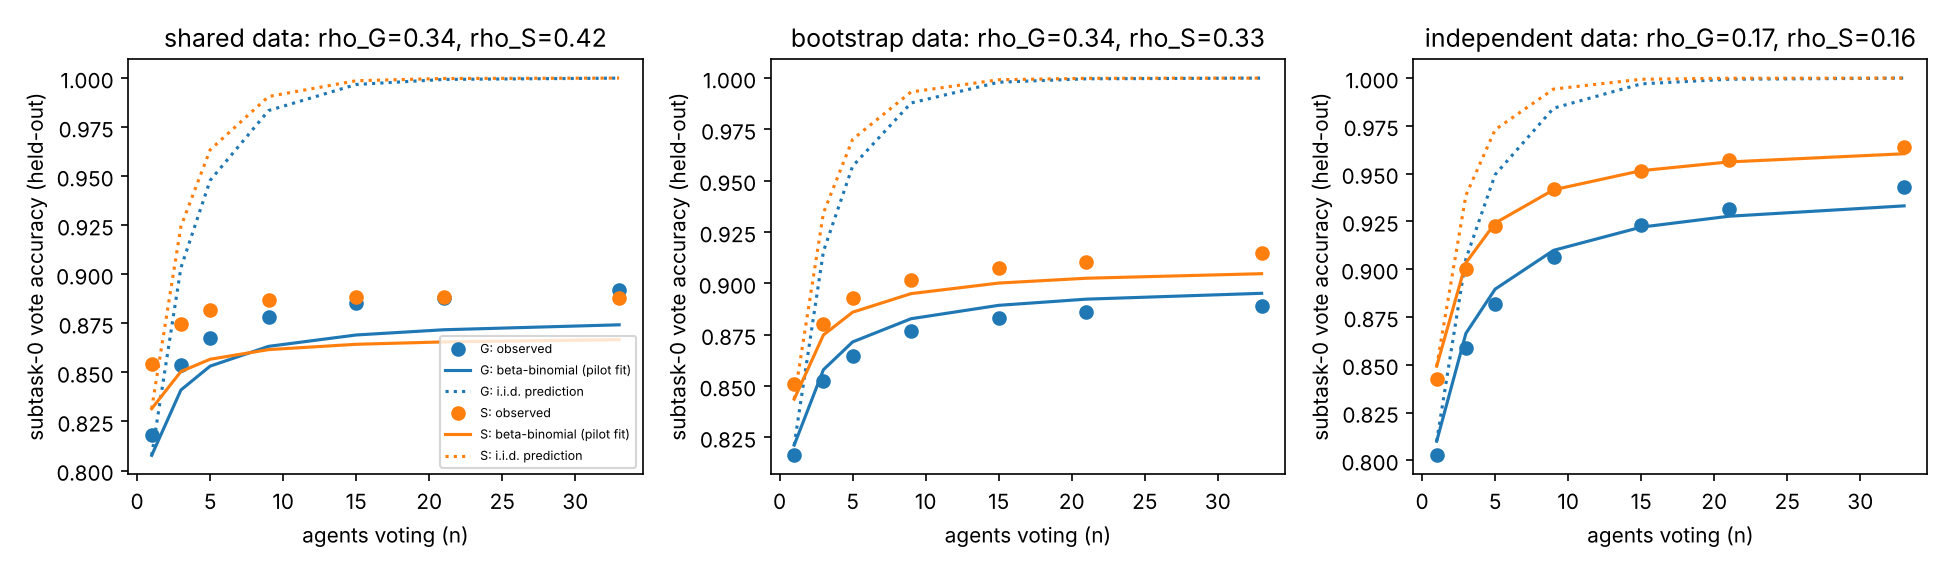 shared data: rho_G=0.34, rho_S=0.42
subtask-0 vote accuracy (held-out)
1.000
0.975
0.950
0.925
0.900
0.875
0.850
0.825
0.800
G: observed
G: beta-binomial (pilot fit)
G: i.i.d. prediction
S: observed
S: beta-binomial (pilot fit)
S: i.i.d. prediction
0 5 10 15 20 25 30
agents voting (n)
bootstrap data: rho_G=0.34, rho_S=0.33
subtask-0 vote accuracy (held-out)
1.000
0.975
0.950
0.925
0.900
0.875
0.850
0.825
0 5 10 15 20 25 30
agents voting (n)
independent data: rho_G=0.17, rho_S=0.16
subtask-0 vote accuracy (held-out)
1.000
0.975
0.950
0.925
0.900
0.875
0.850
0.825
0.800
0 5 10 15 20 25 30
agents voting (n)